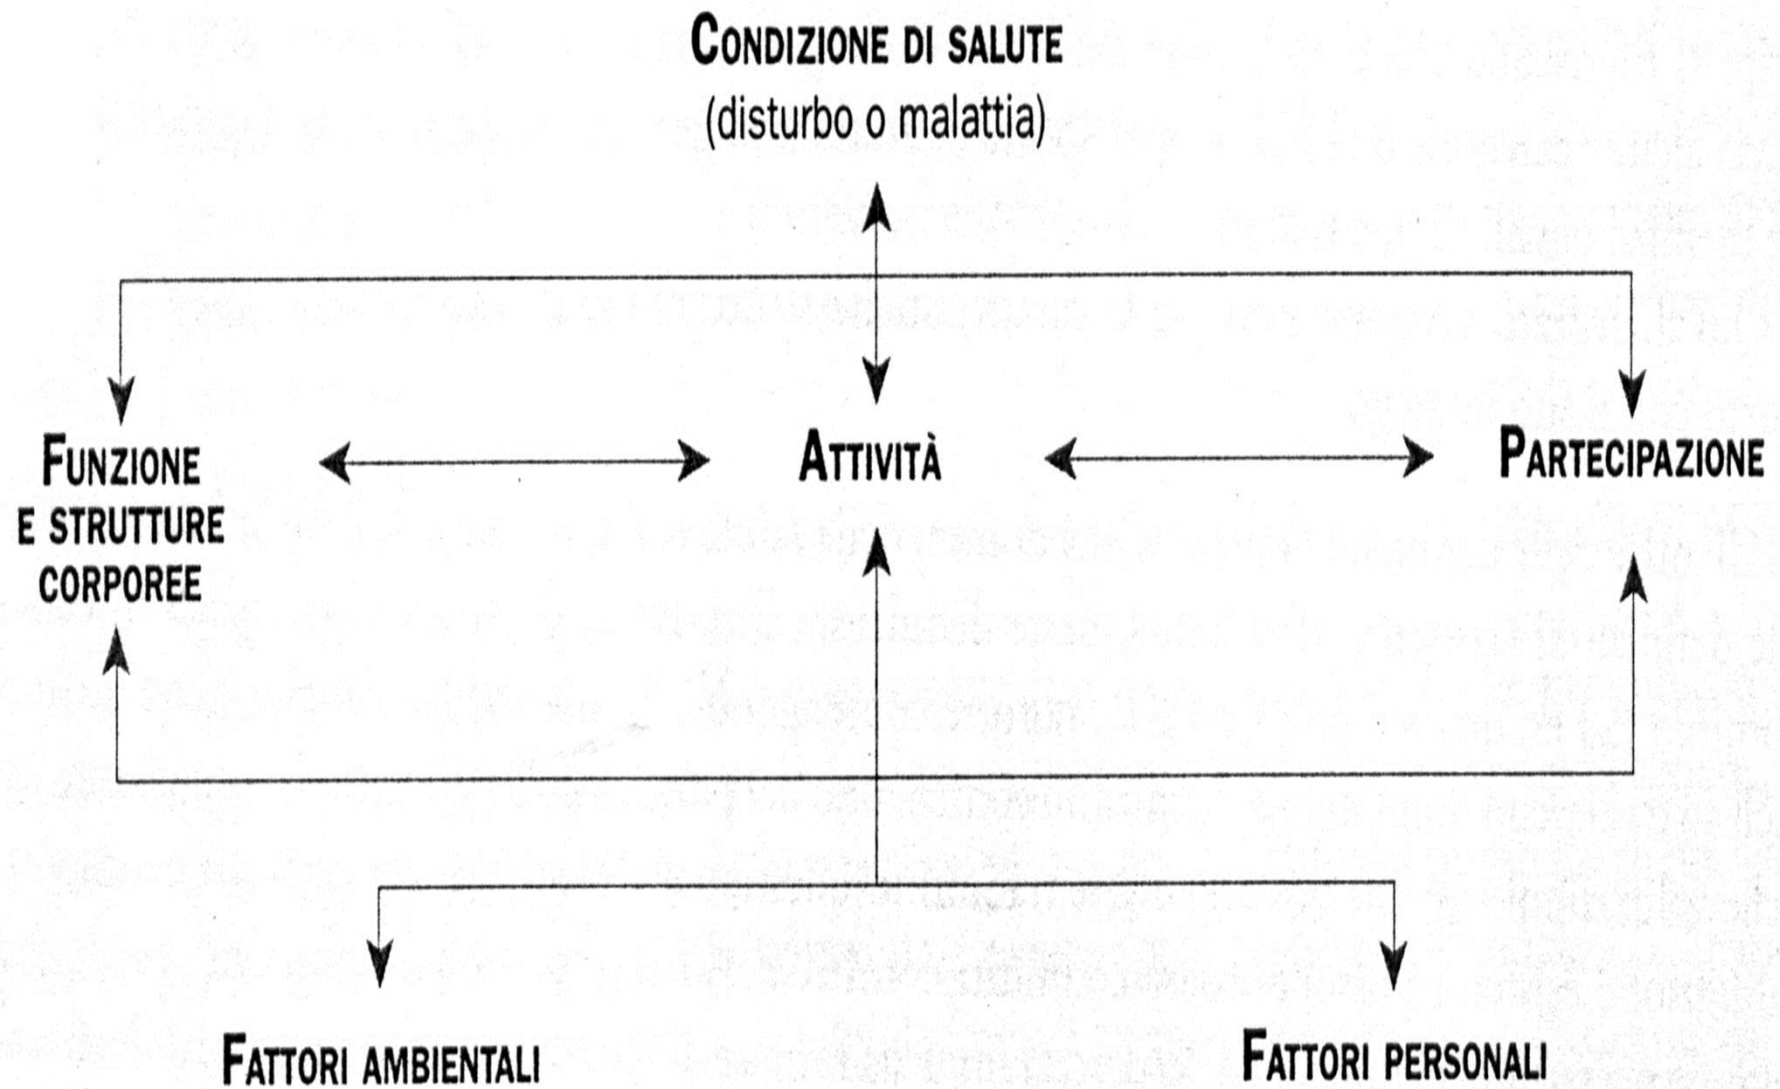 CONDIZIONE DI SALUTE
(disturbo o malattia)
FUNZIONE
E STRUTTURE
CORPOREE
ATTIVITÀ
PARTECIPAZIONE
FATTORI AMBIENTALI
FATTORI PERSONALI